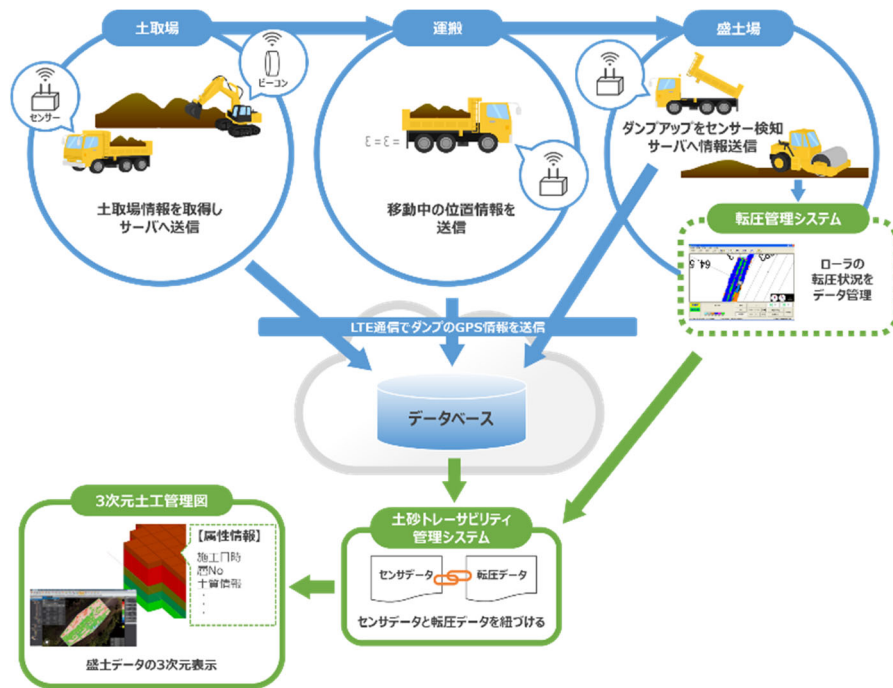 土取場
運搬
盛土場
センサー
ビーコン
土取場情報を取得し
サーバへ送信
移動中の位置情報を
送信
ダンプアップをセンサー検知
サーバへ情報送信
転圧管理システム
ローラの
転圧状況を
データ管理
64.5
LTE通信でダンプのGPS情報を送信
データベース
土砂トレーサビリティ
管理システム
センサデータ
転圧データ
センサデータと転圧データを紐づける
3次元土工管理図
【属性情報】
施工日時
層No
土質情報
.
.
.
盛土データの3次元表示